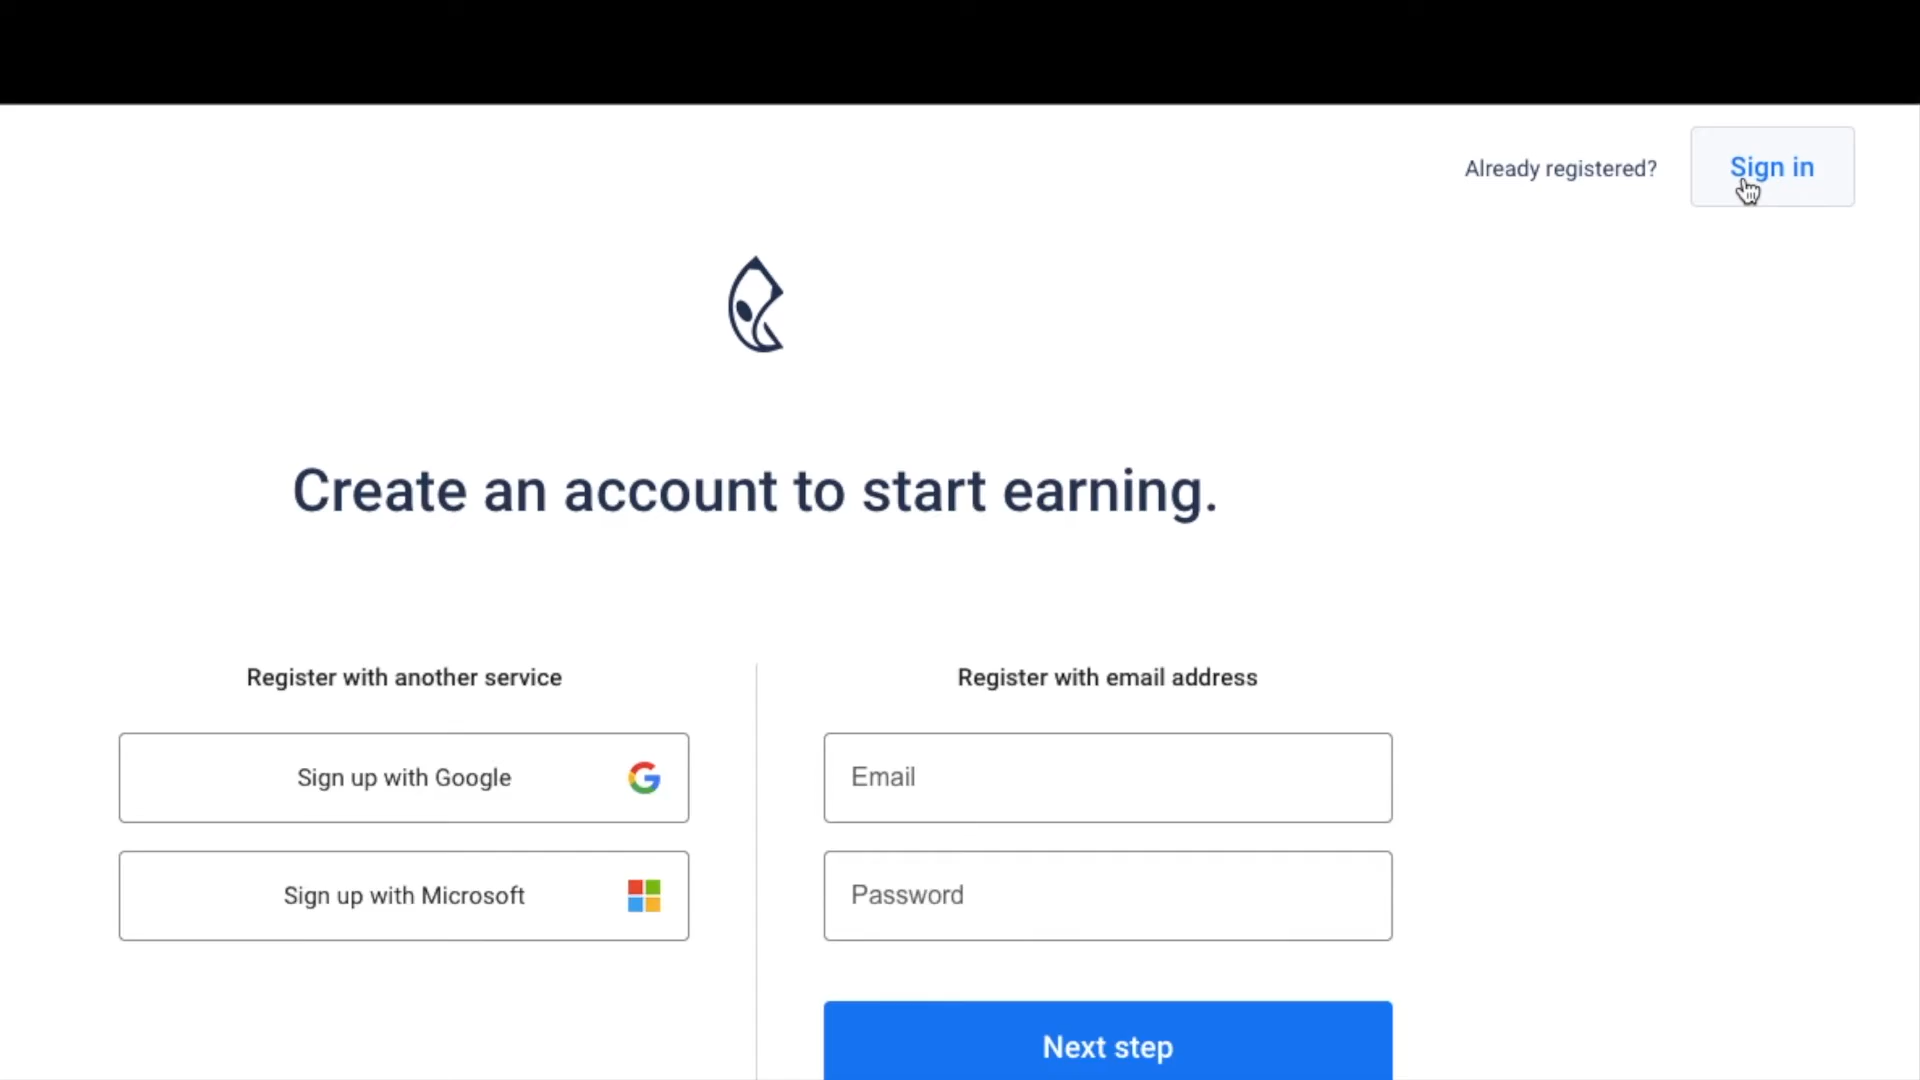 Already registered?
Sign in
Create an account to start earning.
Register with another service
Sign up with Google
Sign up with Microsoft
Register with email address
Email
Password
Next step